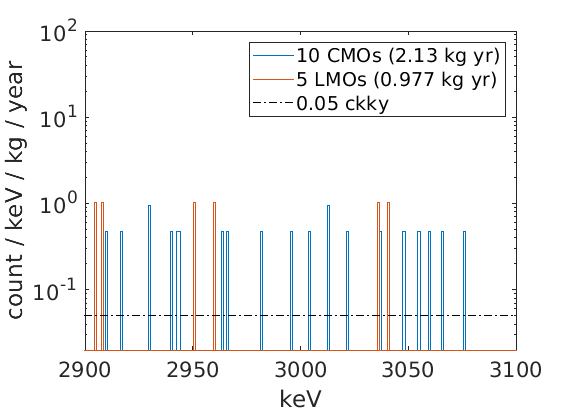 10²
10 CMOs (2.13 kg yr)
5 LMOs (0.977 kg yr)
0.05 ckky
10¹
10⁰
10⁻¹
count / keV / kg / year
2900 2950 3000 3050 3100
keV